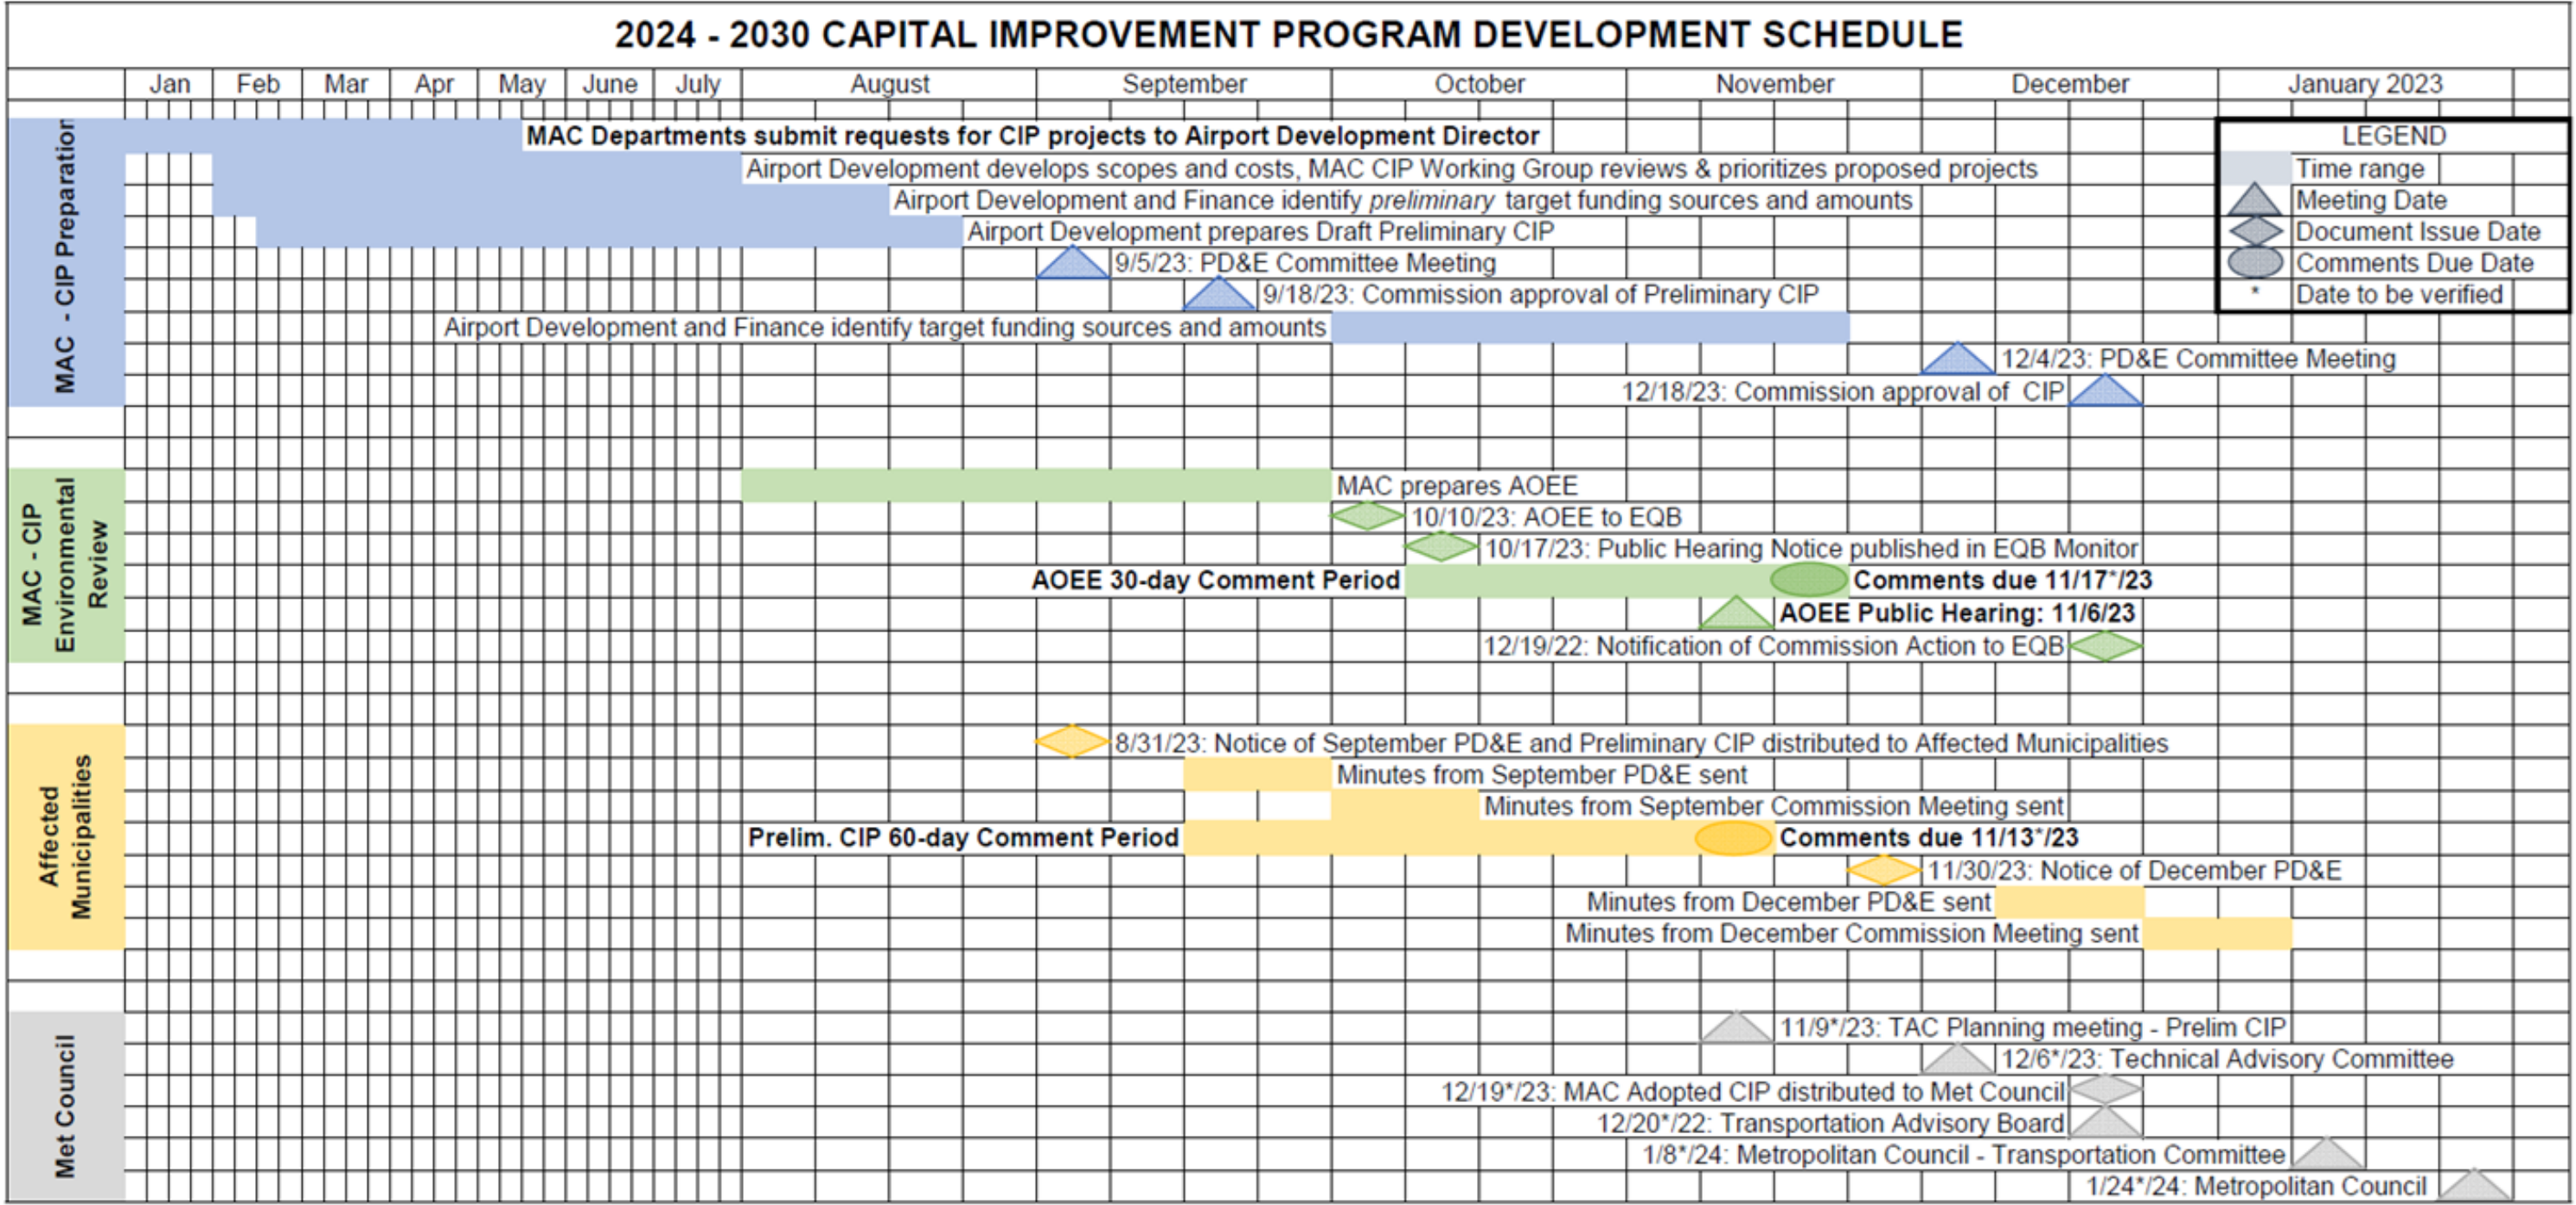 2024 - 2030 CAPITAL IMPROVEMENT PROGRAM DEVELOPMENT SCHEDULE
Jan Feb Mar Apr May June July August September October November December January 2023
MAC - CIP Preparation
MAC Departments submit requests for CIP projects to Airport Development Director
Airport Development develops scopes and costs, MAC CIP Working Group reviews & prioritizes proposed projects
Airport Development and Finance identify preliminary target funding sources and amounts
Airport Development prepares Draft Preliminary CIP
9/5/23: PD&E Committee Meeting
9/18/23: Commission approval of Preliminary CIP
Airport Development and Finance identify target funding sources and amounts
12/4/23: PD&E Committee Meeting
12/18/23: Commission approval of CIP
LEGEND
Time range
Meeting Date
Document Issue Date
Comments Due Date
* Date to be verified
MAC - CIP
Environmental
Review
MAC prepares AOEE
10/10/23: AOEE to EQB
10/17/23: Public Hearing Notice published in EQB Monitor
AOEE 30-day Comment Period Comments due 11/17*/23
AOEE Public Hearing: 11/6/23
12/19/22: Notification of Commission Action to EQB
Affected
Municipalities
8/31/23: Notice of September PD&E and Preliminary CIP distributed to Affected Municipalities
Minutes from September PD&E sent
Minutes from September Commission Meeting sent
Prelim. CIP 60-day Comment Period Comments due 11/13*/23
11/30/23: Notice of December PD&E
Minutes from December PD&E sent
Minutes from December Commission Meeting sent
Met Council
11/9*/23: TAC Planning meeting - Prelim CIP
12/6*/23: Technical Advisory Committee
12/19*/23: MAC Adopted CIP distributed to Met Council
12/20*/22: Transportation Advisory Board
1/8*/24: Metropolitan Council - Transportation Committee
1/24*/24: Metropolitan Council